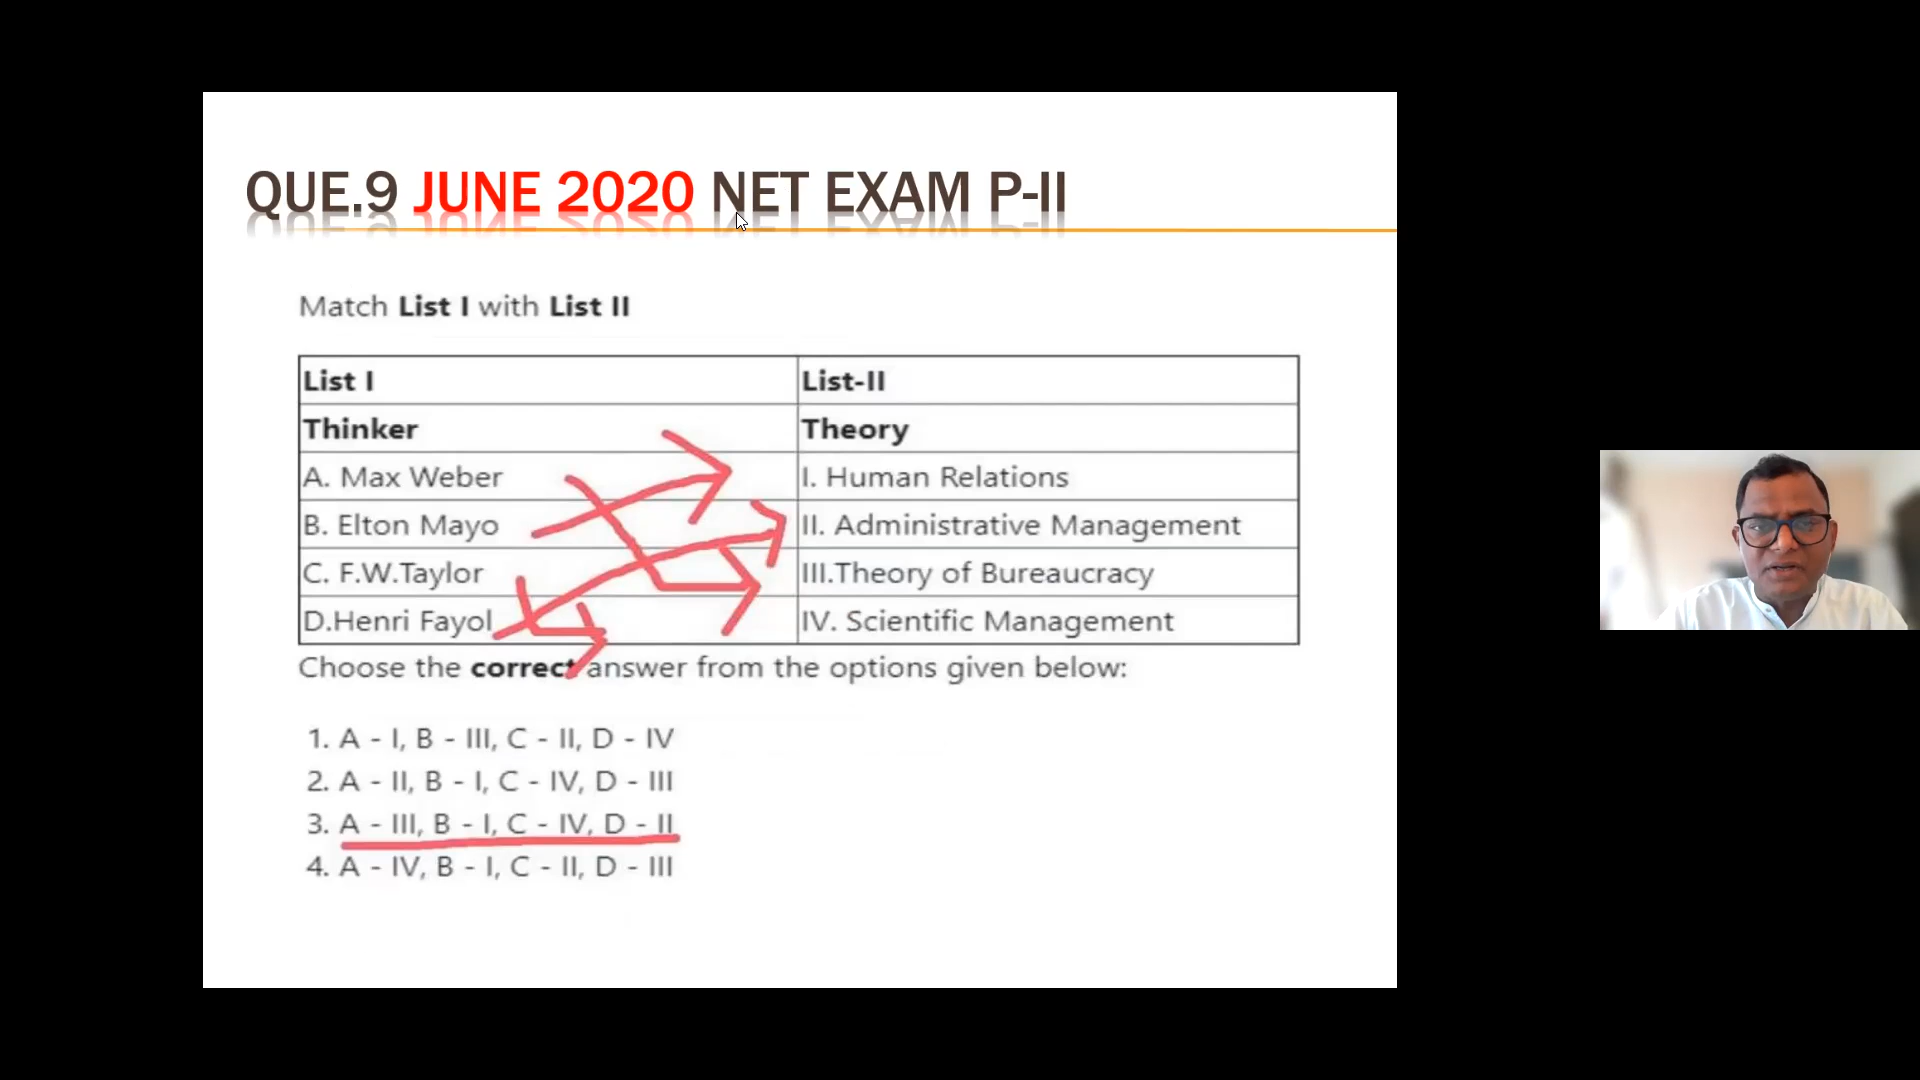 QUE.9 JUNE 2020 NET EXAM P-II
Match List I with List II
List I List-II
Thinker Theory
A. Max Weber I. Human Relations
B. Elton Mayo II. Administrative Management
C. F.W.Taylor III.Theory of Bureaucracy
D.Henri Fayol IV. Scientific Management
Choose the correct answer from the options given below:
1. A - I, B - III, C - II, D - IV
2. A - II, B - I, C - IV, D - III
3. A - III, B - I, C - IV, D - II
4. A - IV, B - I, C - II, D - III